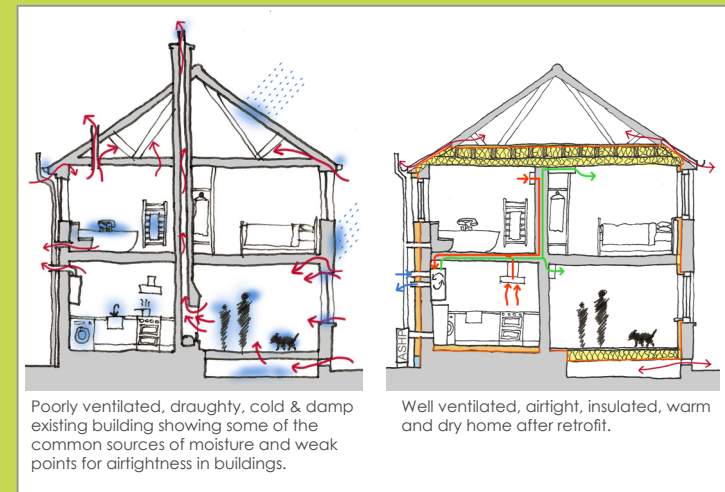 ASHP
Poorly ventilated, draughty, cold & damp
existing building showing some of the
common sources of moisture and weak
points for airtightness in buildings.
Well ventilated, airtight, insulated, warm
and dry home after retrofit.